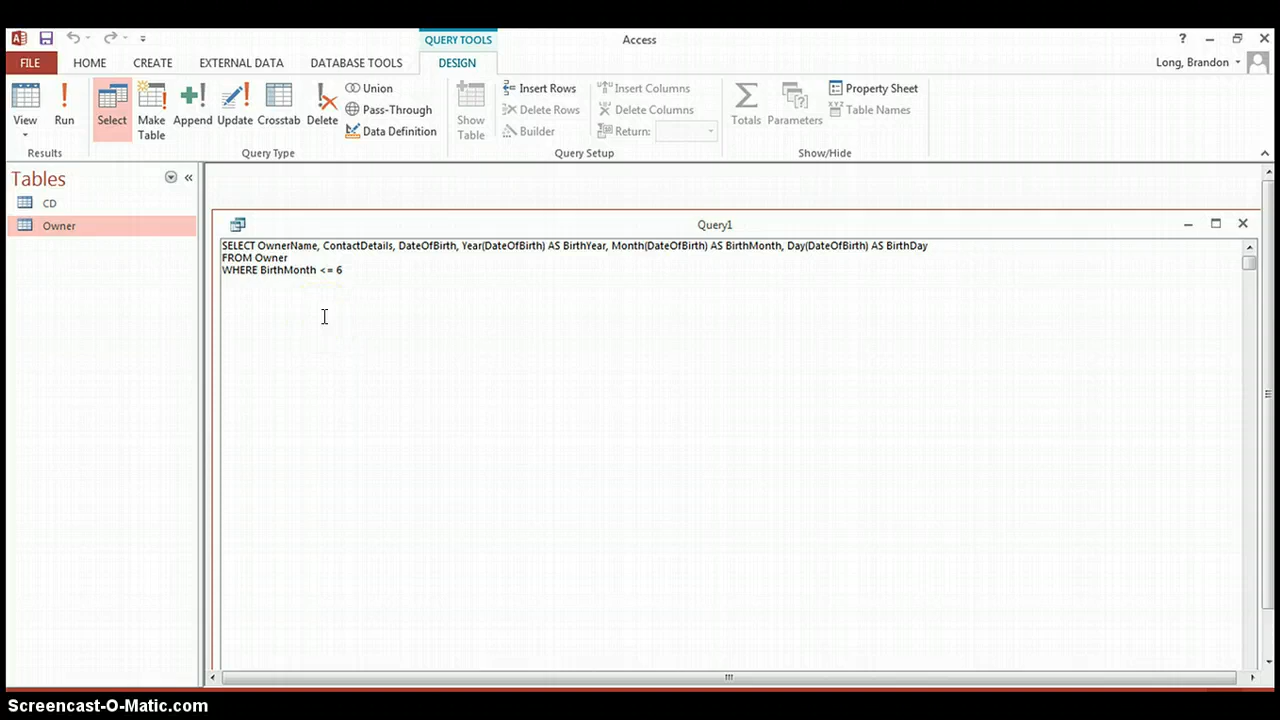 QUERY TOOLS
Access
?
FILE
HOME
CREATE
EXTERNAL DATA
DATABASE TOOLS
DESIGN
Long, Brandon
View
Run
Select
Make Table
Append
Update
Crosstab
Delete
Union
Pass-Through
Data Definition
Show Table
Insert Rows
Delete Rows
Builder
Insert Columns
Delete Columns
Return:
Totals
Parameters
Property Sheet
Table Names
Results
Query Type
Query Setup
Show/Hide
Tables
CD
Owner
Query1
SELECT OwnerName, ContactDetails, DateOfBirth, Year(DateOfBirth) AS BirthYear, Month(DateOfBirth) AS BirthMonth, Day(DateOfBirth) AS BirthDay
FROM Owner
WHERE BirthMonth <= 6
Screencast-O-Matic.com